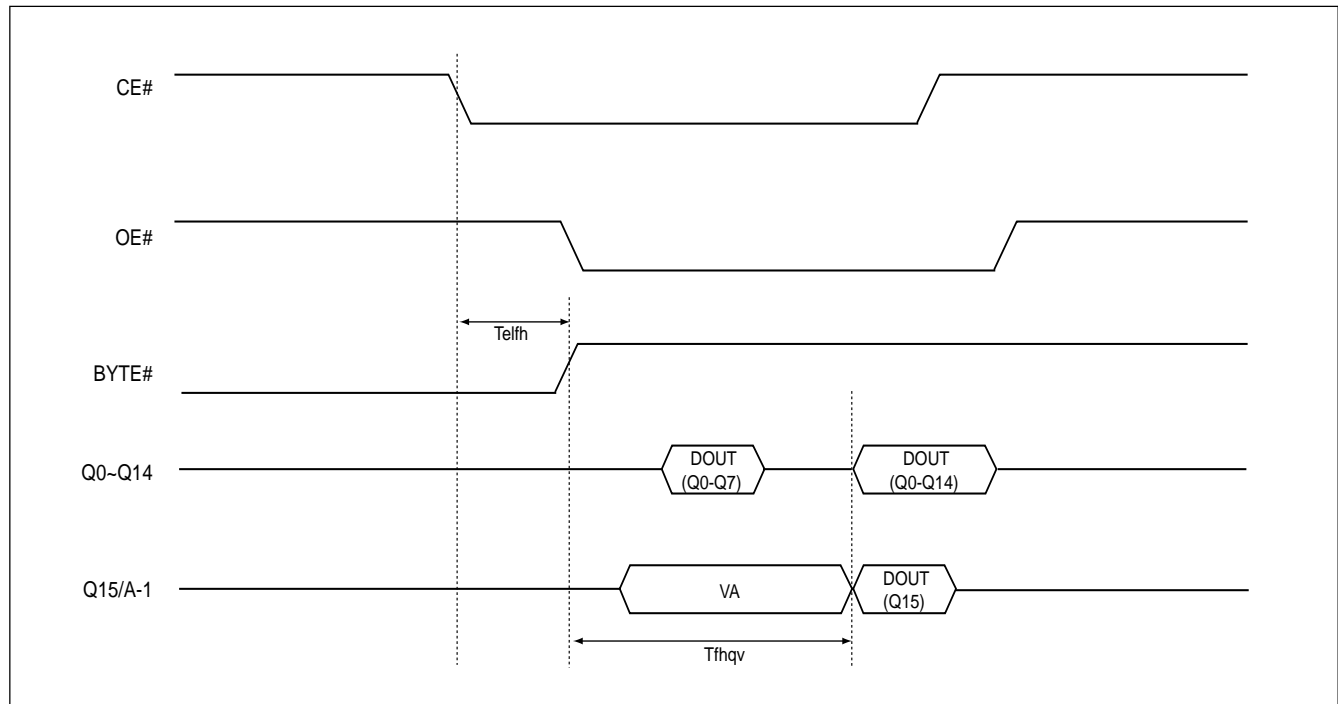 CE#
OE#
Telfh
BYTE#
Q0~Q14
DOUT
(Q0-Q7)
DOUT
(Q0-Q14)
Q15/A-1
VA
DOUT
(Q15)
Tfhqv